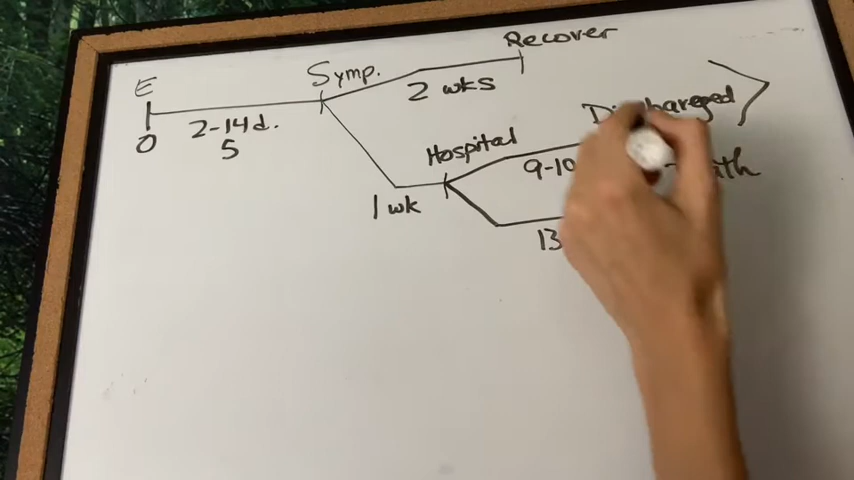 E
0
2-14d.
5
Symp.
2 wks
Recover
1 wk
Hospital
9-10
13